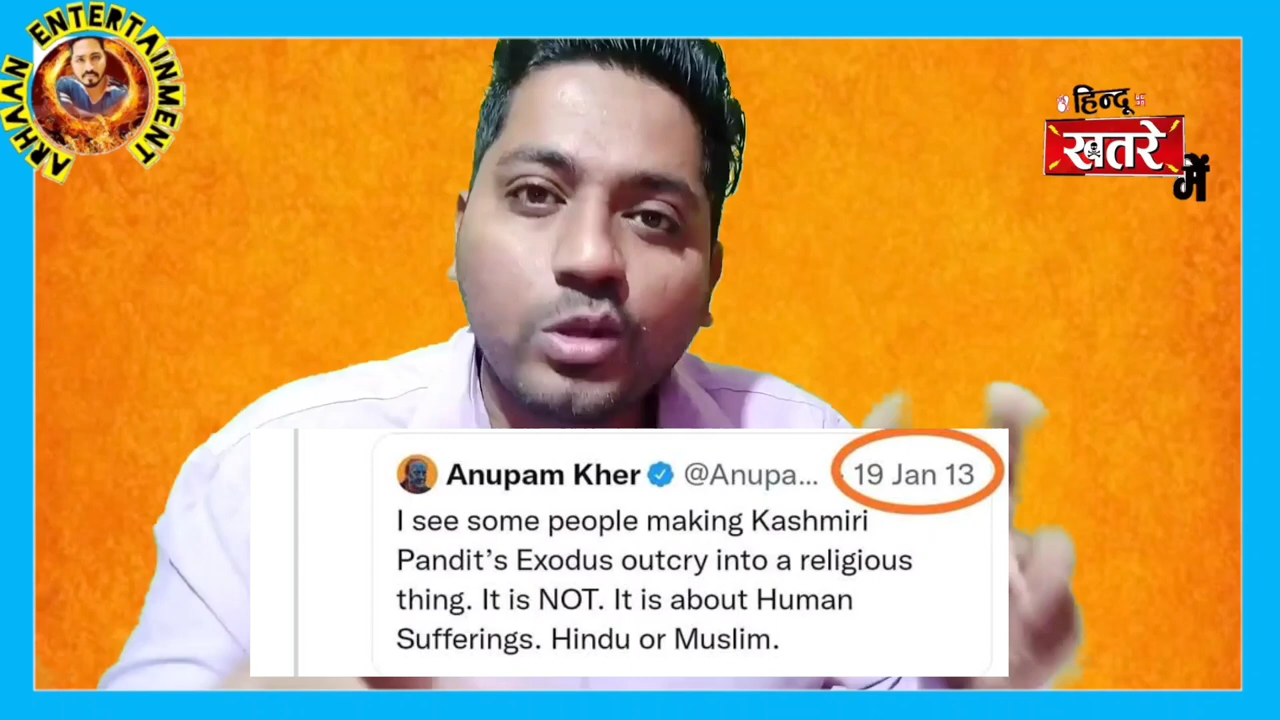 ARHAAN ENTERTAINMENT
हिन्दू
खतरे
में
Anupam Kher @Anupa... · 19 Jan 13
I see some people making Kashmiri
Pandit's Exodus outcry into a religious
thing. It is NOT. It is about Human
Sufferings. Hindu or Muslim.